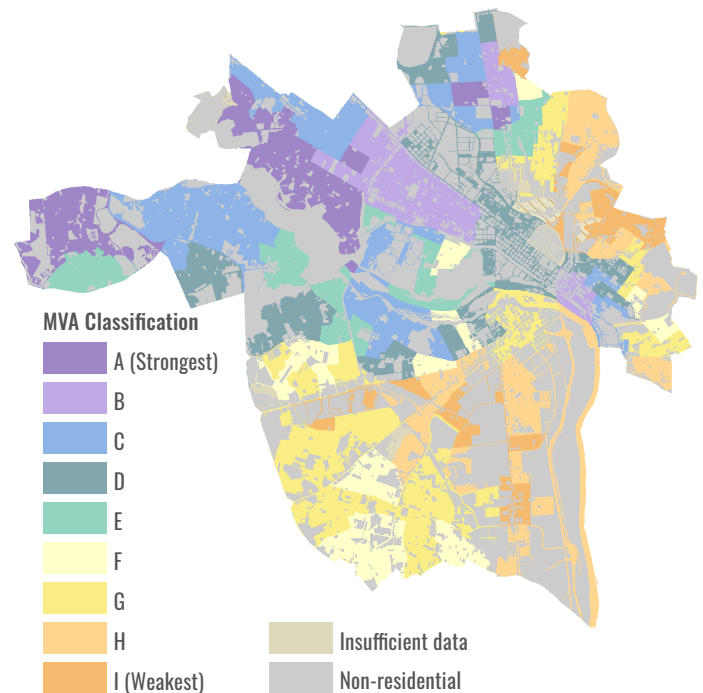 MVA Classification
A (Strongest)
B
C
D
E
F
G
H
I (Weakest)
Insufficient data
Non-residential